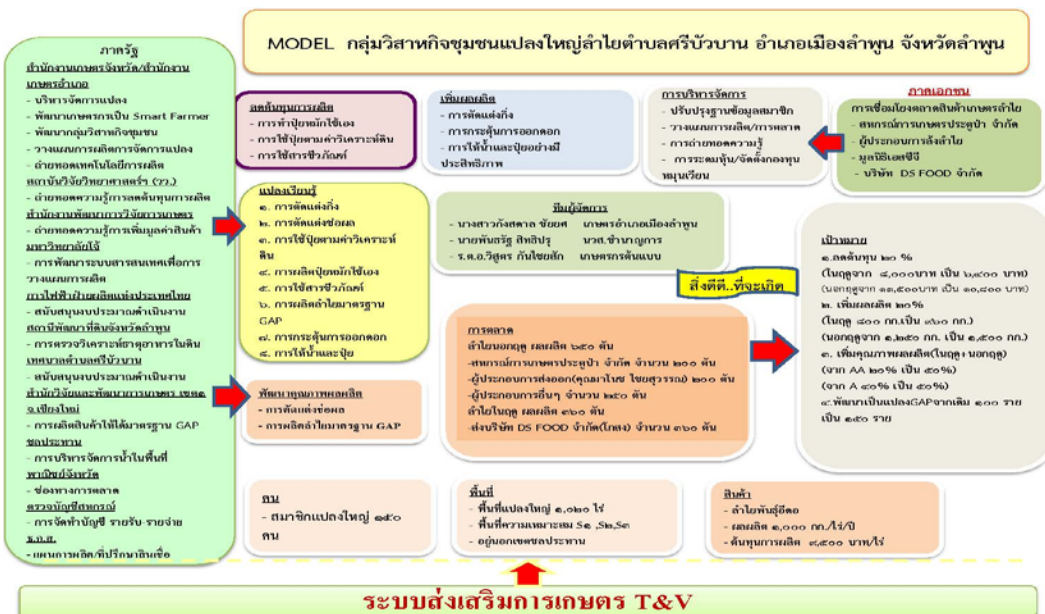 MODEL กลุ่มวิสาหกิจชุมชนแปลงใหญ่ลำไยตำบลศรีบัวบาน อำเภอเมืองลำพูน จังหวัดลำพูน
ภาครัฐ
สำนักงานเกษตรจังหวัด/สำนักงาน
เกษตรอำเภอ
- บริหารจัดการแปลง
- พัฒนาเกษตรกรเป็น Smart Farmer
- พัฒนากลุ่มวิสาหกิจชุมชน
- วางแผนการผลิตการจัดการแปลง
- ถ่ายทอดเทคโนโลยีการผลิต
สถาบันวิจัยวิทยาศาสตร์ฯ (วว.)
- ถ่ายทอดความรู้การลดต้นทุนการผลิต
สำนักงานพัฒนาการวิจัยการเกษตร
- ถ่ายทอดความรู้การเพิ่มมูลค่าสินค้า
มหาวิทยาลัยแม่โจ้
- การพัฒนาระบบสารสนเทศเพื่อการ
วางแผนการผลิต
การไฟฟ้าฝ่ายผลิตแห่งประเทศไทย
- สนับสนุนงบประมาณดำเนินงาน
สถานีพัฒนาที่ดินจังหวัดลำพูน
- การตรวจวิเคราะห์ธาตุอาหารในดิน
เทศบาลตำบลศรีบัวบาน
- สนับสนุนงบประมาณดำเนินงาน
สำนักวิจัยและพัฒนาการเกษตร เขต๑
จ.เชียงใหม่
- การผลิตสินค้าให้ได้มาตรฐาน GAP
ชลประทาน
- การบริหารจัดการน้ำในพื้นที่
พาณิชย์จังหวัด
- ช่องทางการตลาด
ตรวจบัญชีสหกรณ์
- การจัดทำบัญชี รายรับ-รายจ่าย
ธ.ก.ส.
- แผนการผลิต/ที่ปรึกษาสินเชื่อ
ลดต้นทุนการผลิต
- การทำปุ๋ยหมักใช้เอง
- การใช้ปุ๋ยตามค่าวิเคราะห์ดิน
- การใช้สารชีวภัณฑ์
เพิ่มผลผลิต
- การตัดแต่งกิ่ง
- การกระตุ้นการออกดอก
- การให้น้ำและปุ๋ยอย่างมี
ประสิทธิภาพ
การบริหารจัดการ
- ปรับปรุงฐานข้อมูลสมาชิก
- วางแผนการผลิต/การตลาด
- การถ่ายทอดความรู้
- การระดมหุ้น/จัดตั้งกองทุน
หมุนเวียน
ภาคเอกชน
การเชื่อมโยงตลาดสินค้าเกษตรลำไย
- สหกรณ์การเกษตรประตูป่า จำกัด
- ผู้ประกอบการลังลำไย
- มูลนิธิเอสซีจี
- บริษัท DS FOOD จำกัด
แปลงเรียนรู้
๑. การตัดแต่งกิ่ง
๒. การตัดแต่งช่อผล
๓. การใช้ปุ๋ยตามค่าวิเคราะห์
ดิน
๔. การผลิตปุ๋ยหมักใช้เอง
๕. การใช้สารชีวภัณฑ์
๖. การผลิตลำไยมาตรฐาน
GAP
๗. การกระตุ้นการออกดอก
๘. การให้น้ำและปุ๋ย
ทีมผู้จัดการ
- นางสาวกังสดาล ชัยยศ เกษตรอำเภอเมืองลำพูน
- นายพันสรัฐ สิทธิปรุ นวส.ชำนาญการ
- ร.ต.อ.วิสูตร กันไชยสัก เกษตรกรต้นแบบ
สิ่งดีดี..ที่จะเกิด
เป้าหมาย
๑.ลดต้นทุน ๒๐ %
(ในฤดูจาก ๘,๐๐๐บาท เป็น ๖,๔๐๐ บาท)
(นอกฤดูจาก ๑๓,๕๐๐บาท เป็น ๑๐,๘๐๐ บาท)
๒. เพิ่มผลผลิต ๒๐%
(ในฤดู ๘๐๐ กก.เป็น ๙๖๐ กก.)
(นอกฤดูจาก ๑,๒๕๐ กก. เป็น ๑,๕๐๐ กก.)
๓. เพิ่มคุณภาพผลผลิต(ในฤดู+นอกฤดู)
(จาก AA ๒๐% เป็น ๕๐%)
(จาก A ๔๐% เป็น ๕๐%)
๔.พัฒนาเป็นแปลงGAPจากเดิม ๑๐๐ ราย
เป็น ๑๕๐ ราย
การตลาด
ลำไยนอกฤดู ผลผลิต ๖๕๐ ตัน
-สหกรณ์การเกษตรประตูป่า จำกัด จำนวน ๒๐๐ ตัน
-ผู้ประกอบการส่งออก(คุณมาโนช ไชยสุวรรณ) ๒๐๐ ตัน
-ผู้ประกอบการอื่นๆ จำนวน ๒๕๐ ตัน
ลำไยในฤดู ผลผลิต ๓๖๐ ตัน
-ส่งบริษัท DS FOOD จำกัด(โกดง) จำนวน ๓๖๐ ตัน
พัฒนาคุณภาพผลผลิต
- การตัดแต่งช่อผล
- การผลิตลำไยมาตรฐาน GAP
คน
- สมาชิกแปลงใหญ่ ๑๕๐
คน
พื้นที่
- พื้นที่แปลงใหญ่ ๑,๐๒๐ ไร่
- พื้นที่ความเหมาะสม S๑ ,S๒,S๓
- อยู่นอกเขตชลประทาน
สินค้า
- ลำไยพันธุ์อีดอ
- ผลผลิต ๑,๐๐๐ กก./ไร่/ปี
-ต้นทุนการผลิต ๙,๕๐๐ บาท/ไร่
ระบบส่งเสริมการเกษตร T&V